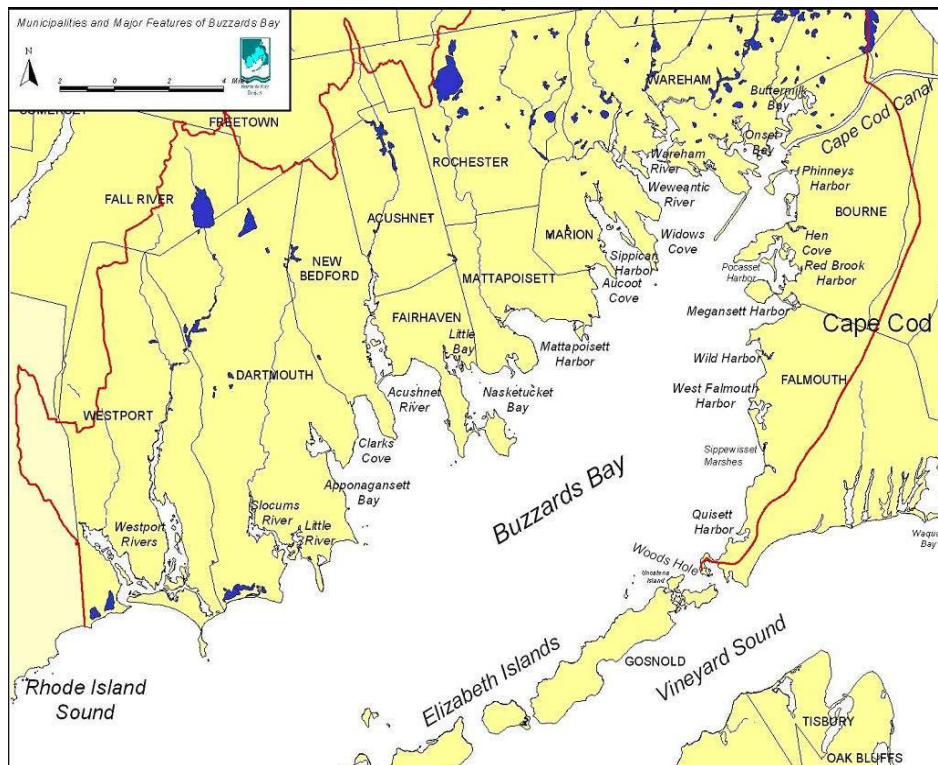 Municipalities and Major Features of Buzzards Bay
N
2 0 2 4
FREETOWN
WAREHAM
Buttermilk
Bay
Cape Cod Canal
Onset
Bay
ROCHESTER
Wareham
River
Weweantic
River
Phinneys
Harbor
FALL RIVER
ACUSHNET
BOURNE
MARION
Widows
Cove
Hen
Cove
Sippican
Harbor
Pocasset
Harbor
Red Brook
Harbor
NEW
BEDFORD
MATTAPOISETT
Aucoot
Cove
Megansett Harbor
FAIRHAVEN
Little
Bay
Cape Cod
Mattapoisett
Harbor
Wild Harbor
DARTMOUTH
FALMOUTH
Acushnet
River
Nasketucket
Bay
West Falmouth
Harbor
WESTPORT
Clarks
Cove
Sippewisset
Marshes
Buzzards Bay
Apponagansett
Bay
Slocums
River
Little
River
Westport
Rivers
Quisett
Harbor
Bay
Woods Hole
Island
Elizabeth Islands
GOSNOLD
Vineyard Sound
Rhode Island
Sound
TISBURY
OAK BLUFFS